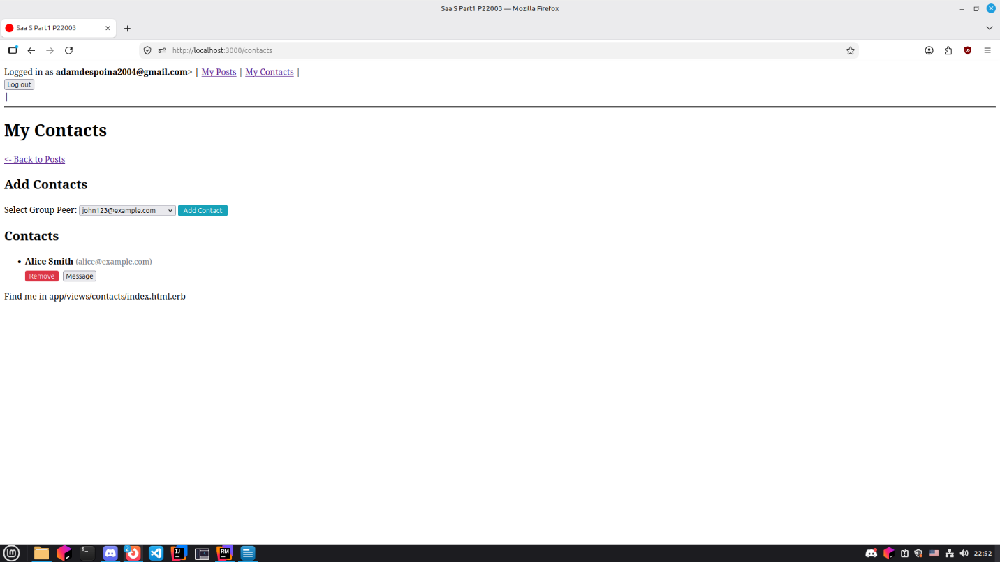 Saa S Part1 P22003 — Mozilla Firefox
Saa S Part1 P22003
http://localhost:3000/contacts
Logged in as adamdespoina2004@gmail.com> | My Posts | My Contacts |
Log out
|
My Contacts
<- Back to Posts
Add Contacts
Select Group Peer: john123@example.com Add Contact
Contacts
• Alice Smith (alice@example.com)
Remove Message
Find me in app/views/contacts/index.html.erb
2 IJ RM 22:52